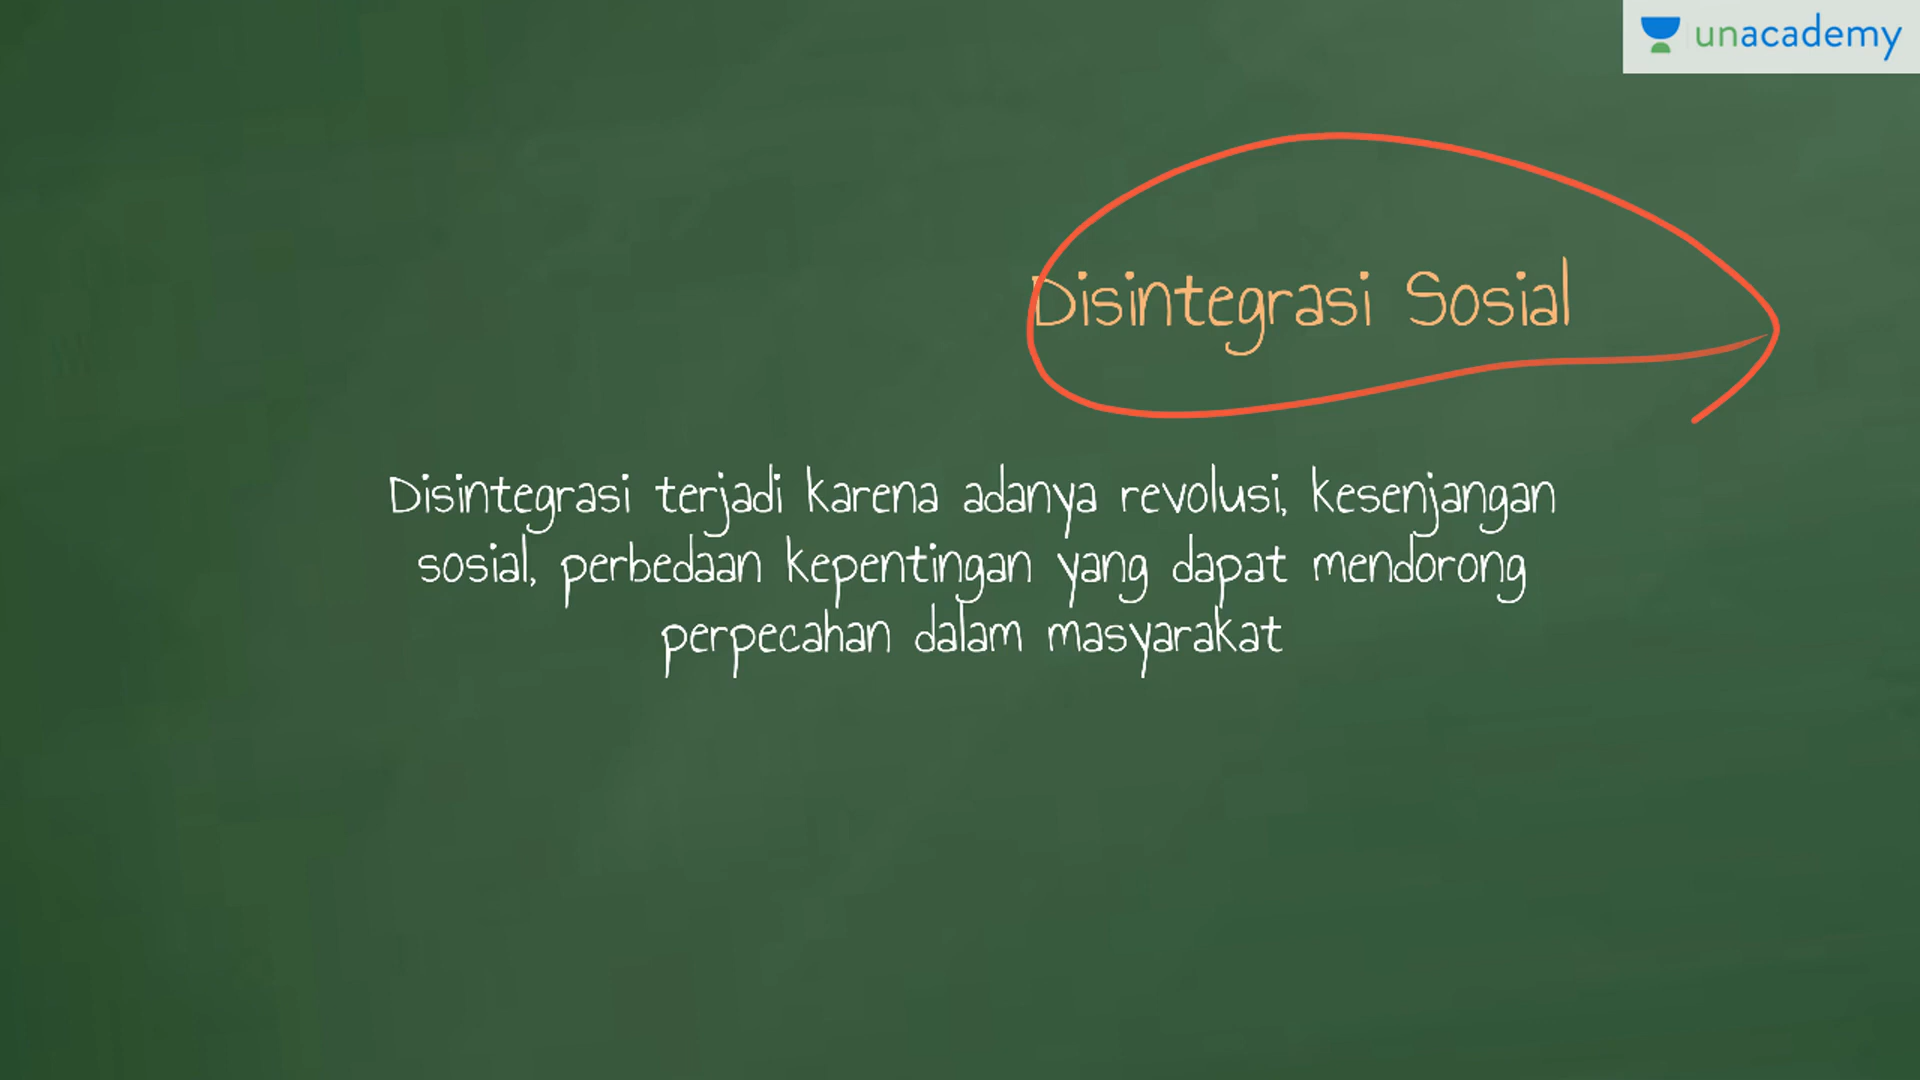 unacademy
Disintegrasi Sosial
Disintegrasi terjadi karena adanya revolusi, kesenjangan
sosial, perbedaan kepentingan yang dapat mendorong
perpecahan dalam masyarakat